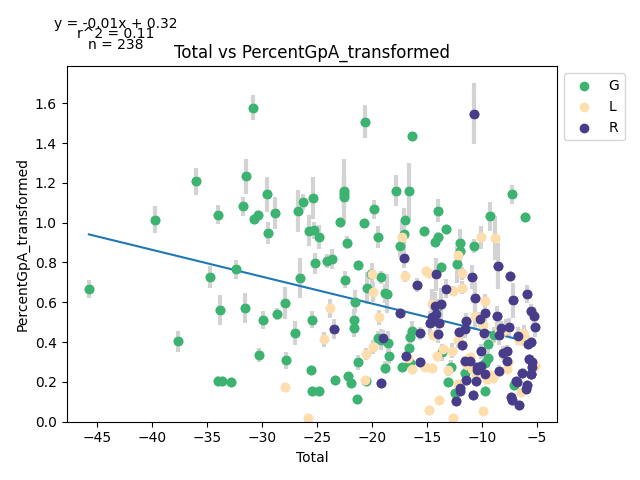 y = -0.01x + 0.32
r^2 = 0.11
n = 238
Total vs PercentGpA_transformed
G
L
R
PercentGpA_transformed
1.6
1.4
1.2
1.0
0.8
0.6
0.4
0.2
0.0
−45 −40 −35 −30 −25 −20 −15 −10 −5
Total